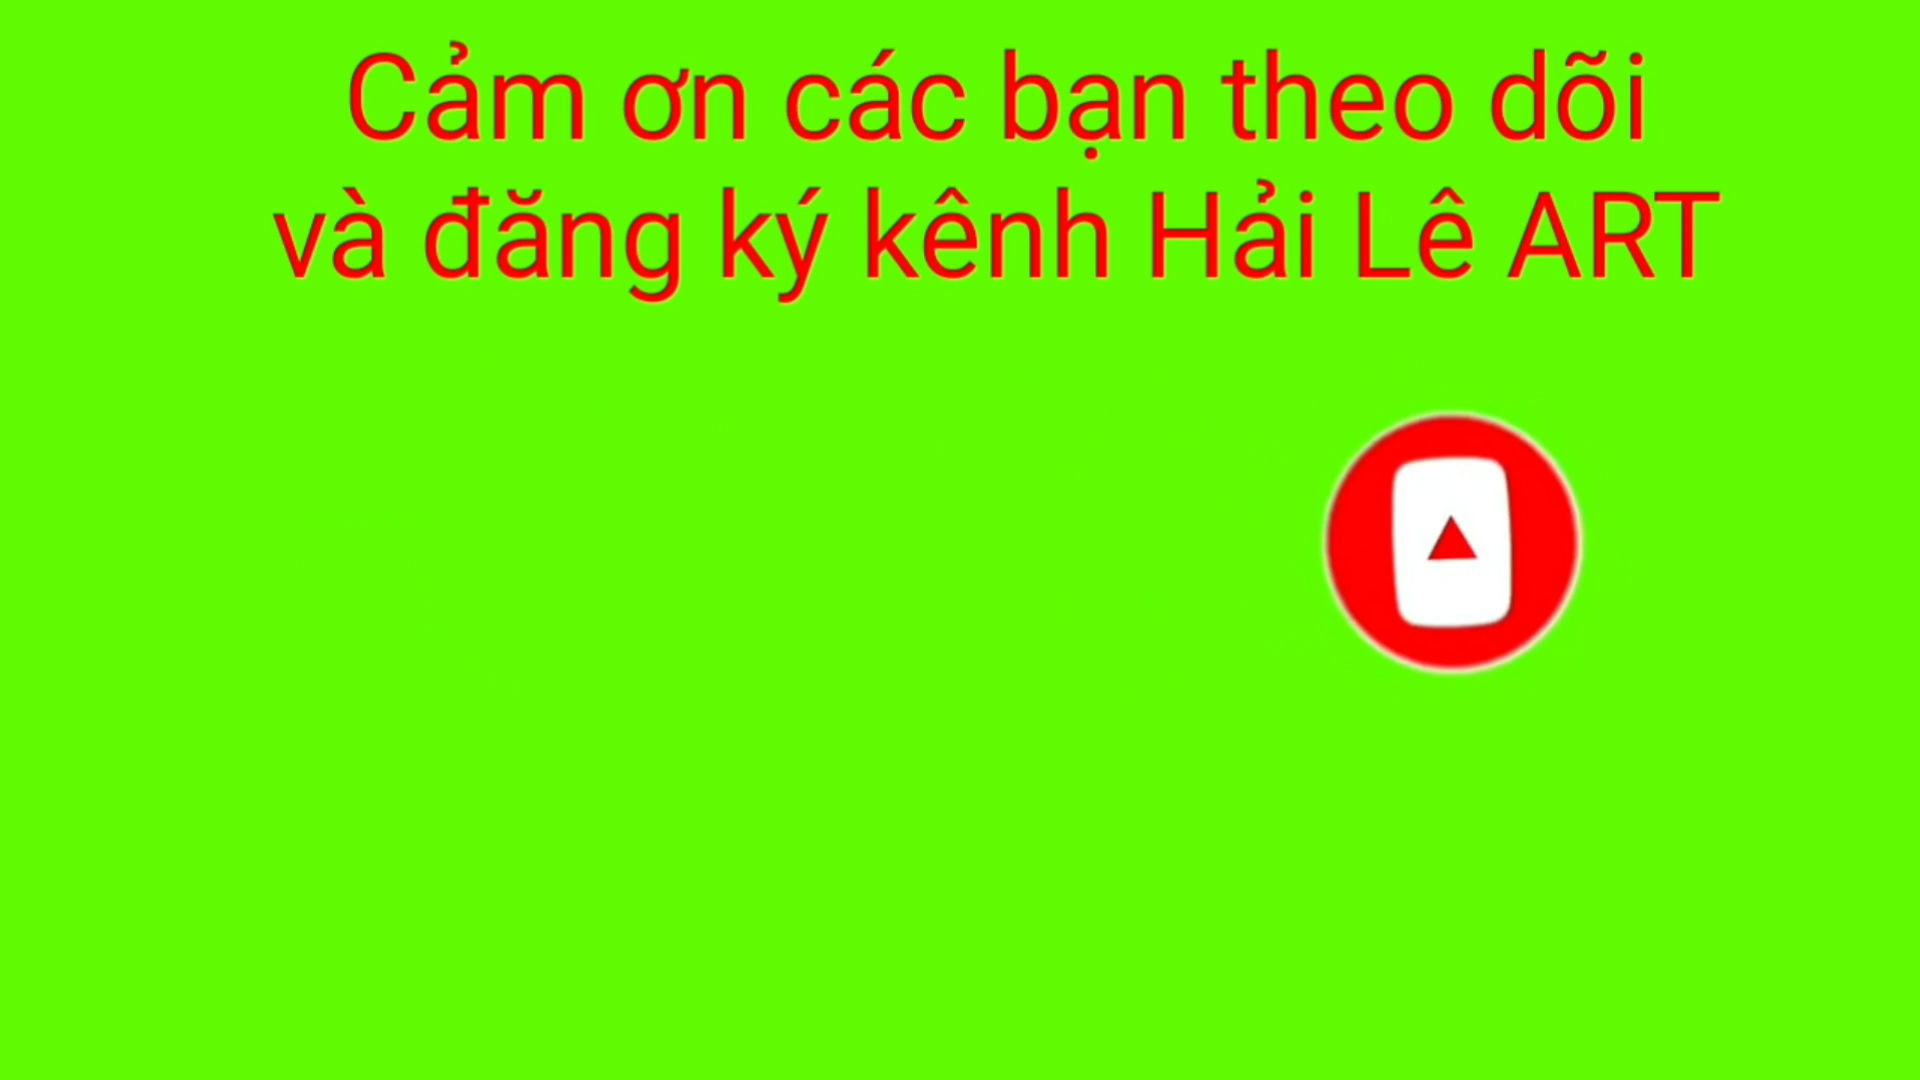 Cảm ơn các bạn theo dõi
và đăng ký kênh Hải Lê ART